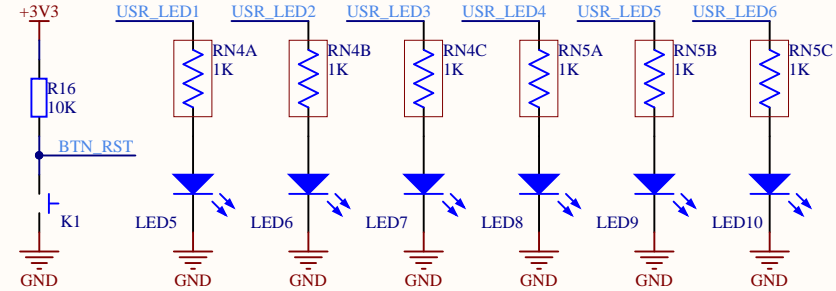 +3V3 USR_LED1 USR_LED2 USR_LED3 USR_LED4 USR_LED5 USR_LED6
RN4A RN4B RN4C RN5A RN5B RN5C
1K 1K 1K 1K 1K 1K
R16
10K
BTN_RST
K1 LED5 LED6 LED7 LED8 LED9 LED10
GND GND GND GND GND GND GND